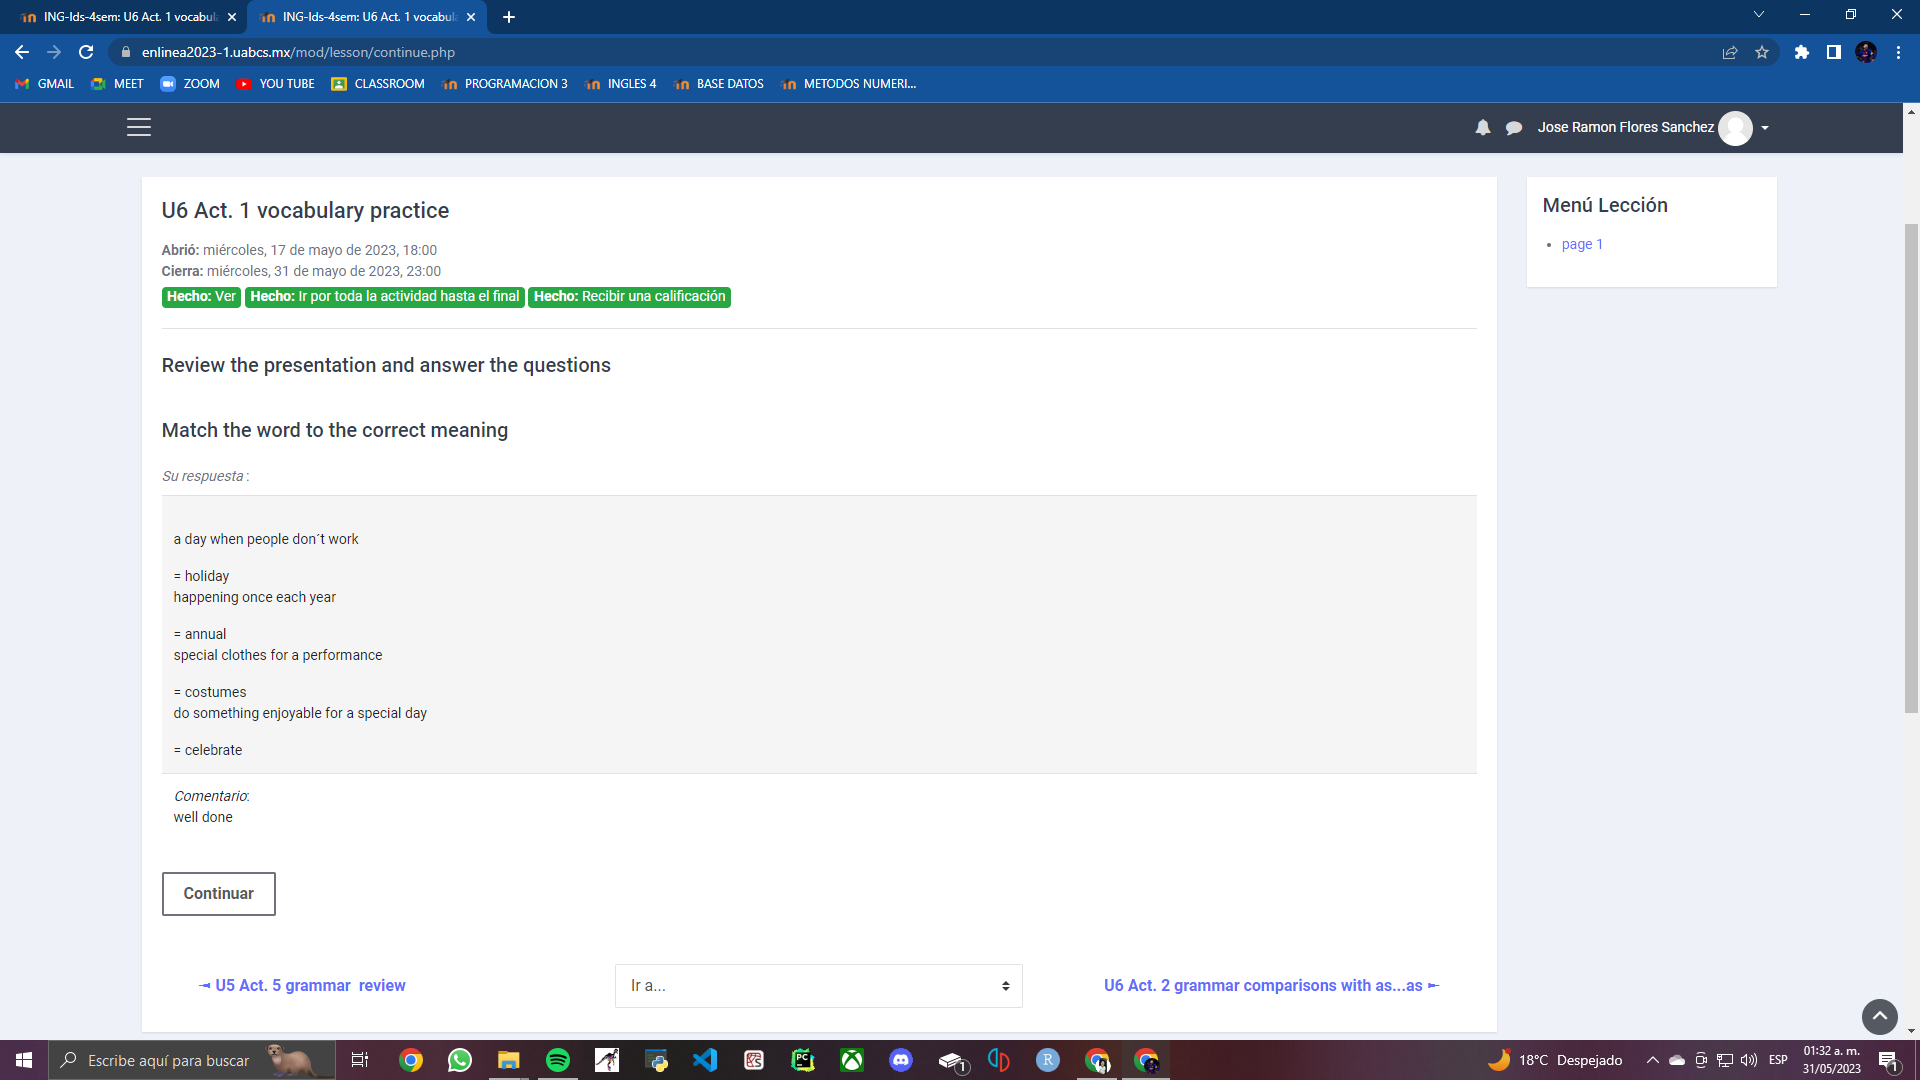 ING-lds-4sem: U6 Act. 1 vocabula
ING-lds-4sem: U6 Act. 1 vocabula
enlinea2023-1.uabcs.mx/mod/lesson/continue.php
GMAIL MEET ZOOM YOU TUBE CLASSROOM PROGRAMACION 3 INGLES 4 BASE DATOS METODOS NUMERI...
Jose Ramon Flores Sanchez
U6 Act. 1 vocabulary practice
Abrió: miércoles, 17 de mayo de 2023, 18:00
Cierra: miércoles, 31 de mayo de 2023, 23:00
Hecho: Ver Hecho: Ir por toda la actividad hasta el final Hecho: Recibir una calificación
Menú Lección
page 1
Review the presentation and answer the questions
Match the word to the correct meaning
Su respuesta :
a day when people don´t work
= holiday
happening once each year
= annual
special clothes for a performance
= costumes
do something enjoyable for a special day
= celebrate
Comentario:
well done
Continuar
◄ U5 Act. 5 grammar review
Ir a...
U6 Act. 2 grammar comparisons with as...as ►
Escribe aquí para buscar
PC
R
1
18°C Despejado
ESP
01:32 a. m.
31/05/2023
1